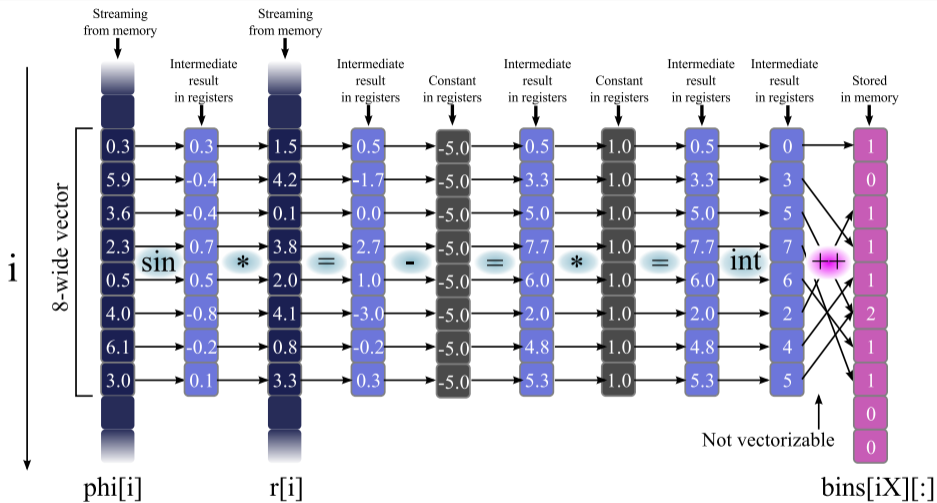 Streaming
from memory
Streaming
from memory
Intermediate
result
in registers
Intermediate
result
in registers
Constant
in registers
Intermediate
result
in registers
Constant
in registers
Intermediate
result
in registers
Intermediate
result
in registers
Stored
in memory
0.3 0.3 1.5 0.5 -5.0 0.5 1.0 0.5 0 1
5.9 -0.4 4.2 -1.7 -5.0 3.3 1.0 3.3 3 0
3.6 -0.4 0.1 0.0 -5.0 5.0 1.0 5.0 5 1
2.3 0.7 3.8 2.7 -5.0 7.7 1.0 7.7 7 1
sin * = - = * = int ++
0.5 0.5 2.0 1.0 -5.0 6.0 1.0 6.0 6 1
4.0 -0.8 4.1 -3.0 -5.0 2.0 1.0 2.0 2 2
6.1 -0.2 0.8 -0.2 -5.0 4.8 1.0 4.8 4 1
3.0 0.1 3.3 0.3 -5.0 5.3 1.0 5.3 5 1
0
0
i
8-wide vector
Not vectorizable
phi[i] r[i] bins[iX][:]